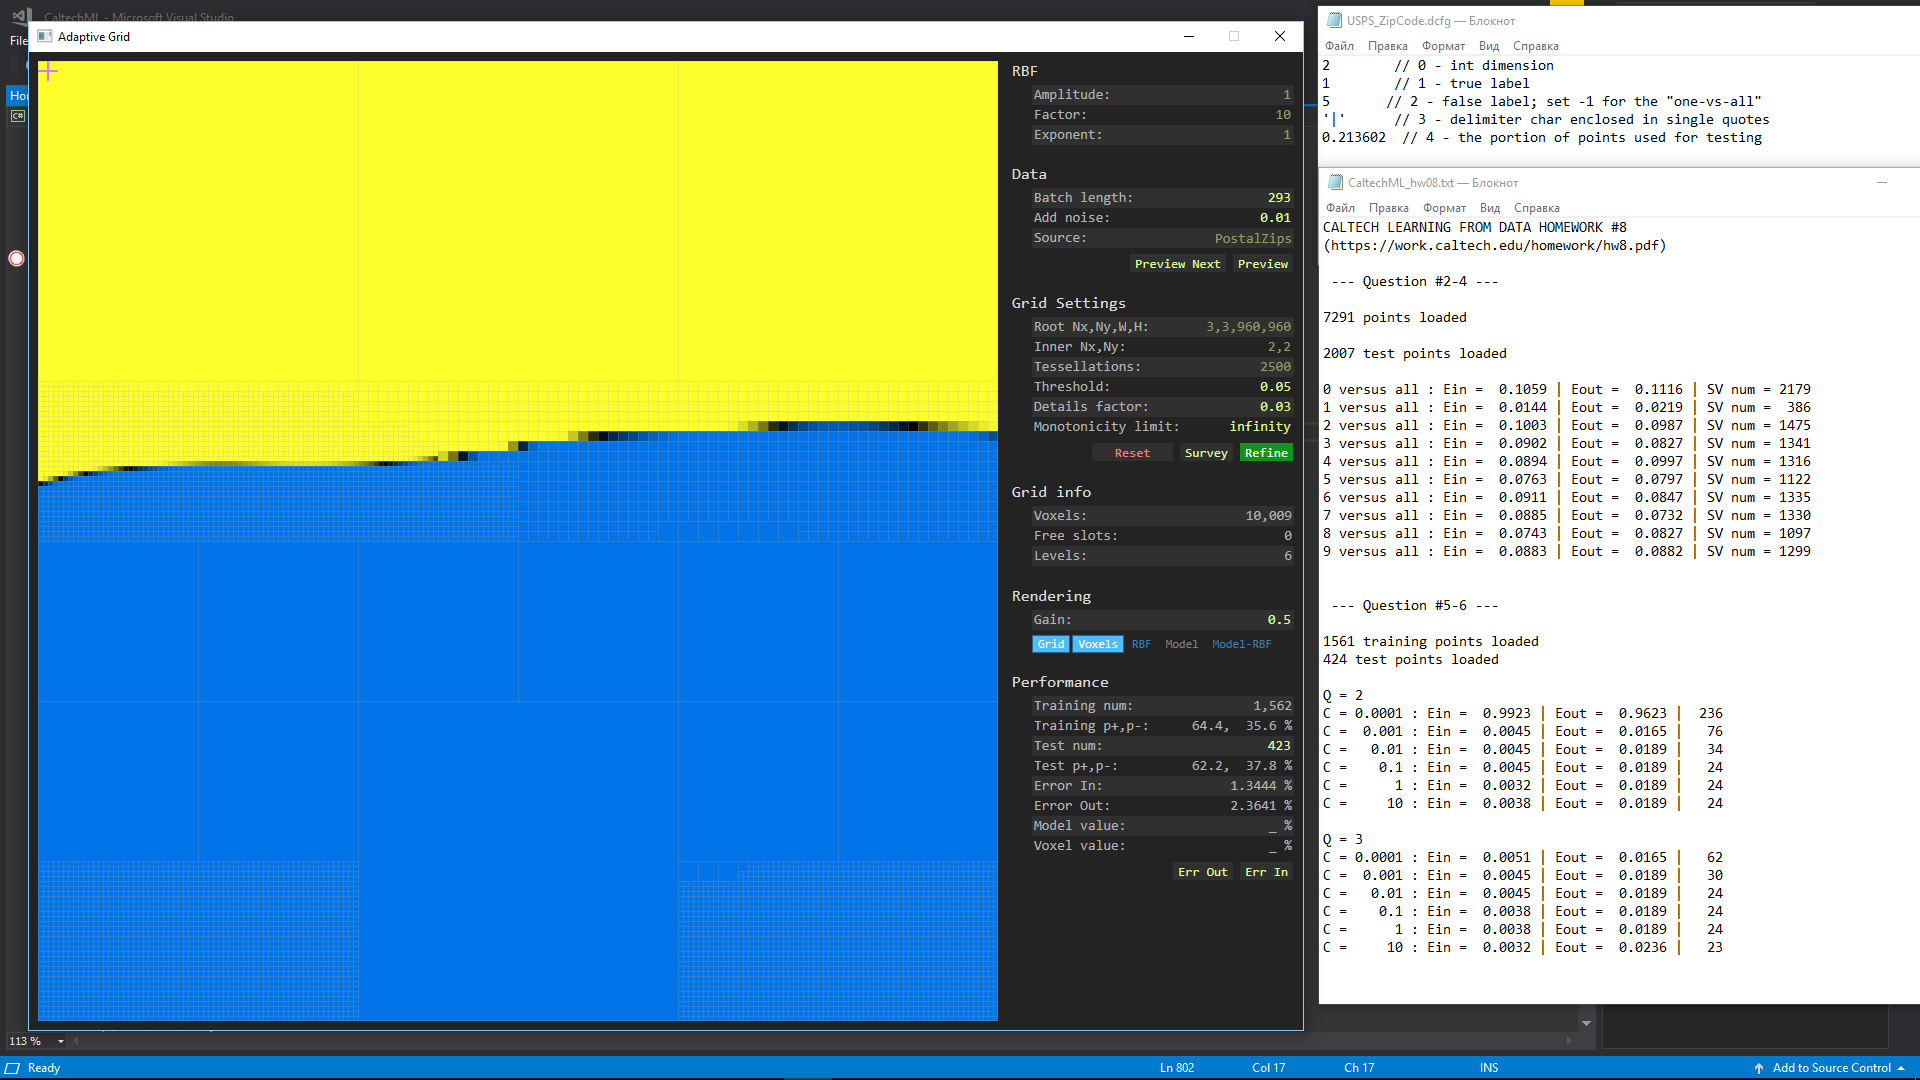 CaltechML - Microsoft Visual Studio
File
Adaptive Grid
RBF
Amplitude: 1
Factor: 10
Exponent: 1
Data
Batch length: 293
Add noise: 0.01
Source: PostalZips
Preview Next Preview
Grid Settings
Root Nx,Ny,W,H: 3,3,960,960
Inner Nx,Ny: 2,2
Tessellations: 2500
Threshold: 0.05
Details factor: 0.03
Monotonicity limit: infinity
Reset Survey Refine
Grid info
Voxels: 10,009
Free slots: 0
Levels: 6
Rendering
Gain: 0.5
Grid Voxels RBF Model Model-RBF
Performance
Training num: 1,562
Training p+,p-: 64.4, 35.6 %
Test num: 423
Test p+,p-: 62.2, 37.8 %
Error In: 1.3444 %
Error Out: 2.3641 %
Model value: _ %
Voxel value: _ %
Err Out Err In
USPS_ZipCode.dcfg — Блокнот
Файл Правка Формат Вид Справка
2 // 0 - int dimension
1 // 1 - true label
5 // 2 - false label; set -1 for the "one-vs-all"
'|' // 3 - delimiter char enclosed in single quotes
0.213602 // 4 - the portion of points used for testing
CaltechML_hw08.txt — Блокнот
Файл Правка Формат Вид Справка
CALTECH LEARNING FROM DATA HOMEWORK #8
(https://work.caltech.edu/homework/hw8.pdf)
--- Question #2-4 ---
7291 points loaded
2007 test points loaded
0 versus all : Ein = 0.1059 | Eout = 0.1116 | SV num = 2179
1 versus all : Ein = 0.0144 | Eout = 0.0219 | SV num = 386
2 versus all : Ein = 0.1003 | Eout = 0.0987 | SV num = 1475
3 versus all : Ein = 0.0902 | Eout = 0.0827 | SV num = 1341
4 versus all : Ein = 0.0894 | Eout = 0.0997 | SV num = 1316
5 versus all : Ein = 0.0763 | Eout = 0.0797 | SV num = 1122
6 versus all : Ein = 0.0911 | Eout = 0.0847 | SV num = 1335
7 versus all : Ein = 0.0885 | Eout = 0.0732 | SV num = 1330
8 versus all : Ein = 0.0743 | Eout = 0.0827 | SV num = 1097
9 versus all : Ein = 0.0883 | Eout = 0.0882 | SV num = 1299
--- Question #5-6 ---
1561 training points loaded
424 test points loaded
Q = 2
C = 0.0001 : Ein = 0.9923 | Eout = 0.9623 | 236
C = 0.001 : Ein = 0.0045 | Eout = 0.0165 | 76
C = 0.01 : Ein = 0.0045 | Eout = 0.0189 | 34
C = 0.1 : Ein = 0.0045 | Eout = 0.0189 | 24
C = 1 : Ein = 0.0032 | Eout = 0.0189 | 24
C = 10 : Ein = 0.0038 | Eout = 0.0189 | 24
Q = 3
C = 0.0001 : Ein = 0.0051 | Eout = 0.0165 | 62
C = 0.001 : Ein = 0.0045 | Eout = 0.0189 | 30
C = 0.01 : Ein = 0.0045 | Eout = 0.0189 | 24
C = 0.1 : Ein = 0.0038 | Eout = 0.0189 | 24
C = 1 : Ein = 0.0038 | Eout = 0.0189 | 24
C = 10 : Ein = 0.0032 | Eout = 0.0236 | 23
113 %
Ready Ln 802 Col 17 Ch 17 INS Add to Source Control